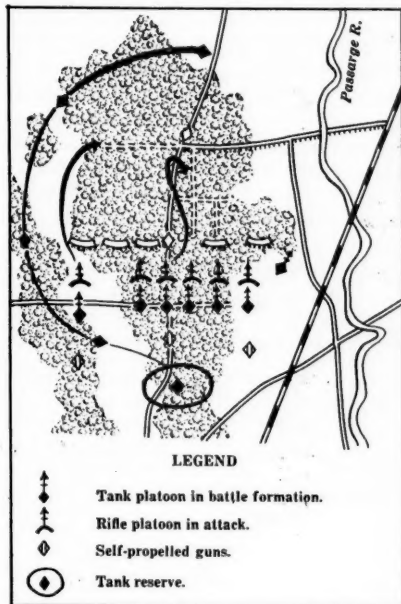 Passarge R.
LEGEND
Tank platoon in battle formation.
Rifle platoon in attack.
Self-propelled guns.
Tank reserve.